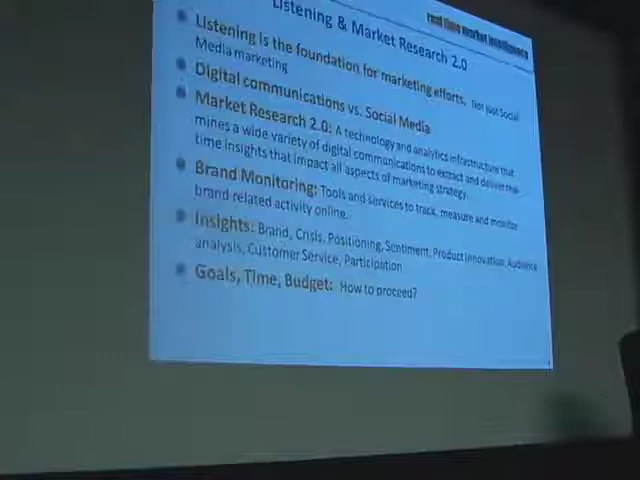 Listening & Market Research 2.0
real time market intelligence
Listening is the foundation for marketing efforts. Not just Social
Media marketing
Digital communications vs. Social Media
Market Research 2.0: A technology and analytics infrastructure that
mines a wide variety of digital communications to extract and deliver real-
time insights that impact all aspects of marketing strategy.
Brand Monitoring: Tools and services to track, measure and monitor
brand related activity online.
Insights: Brand, Crisis, Positioning, Sentiment, Product Innovation, Audience
analysis, Customer Service, Participation
Goals, Time, Budget: How to proceed?